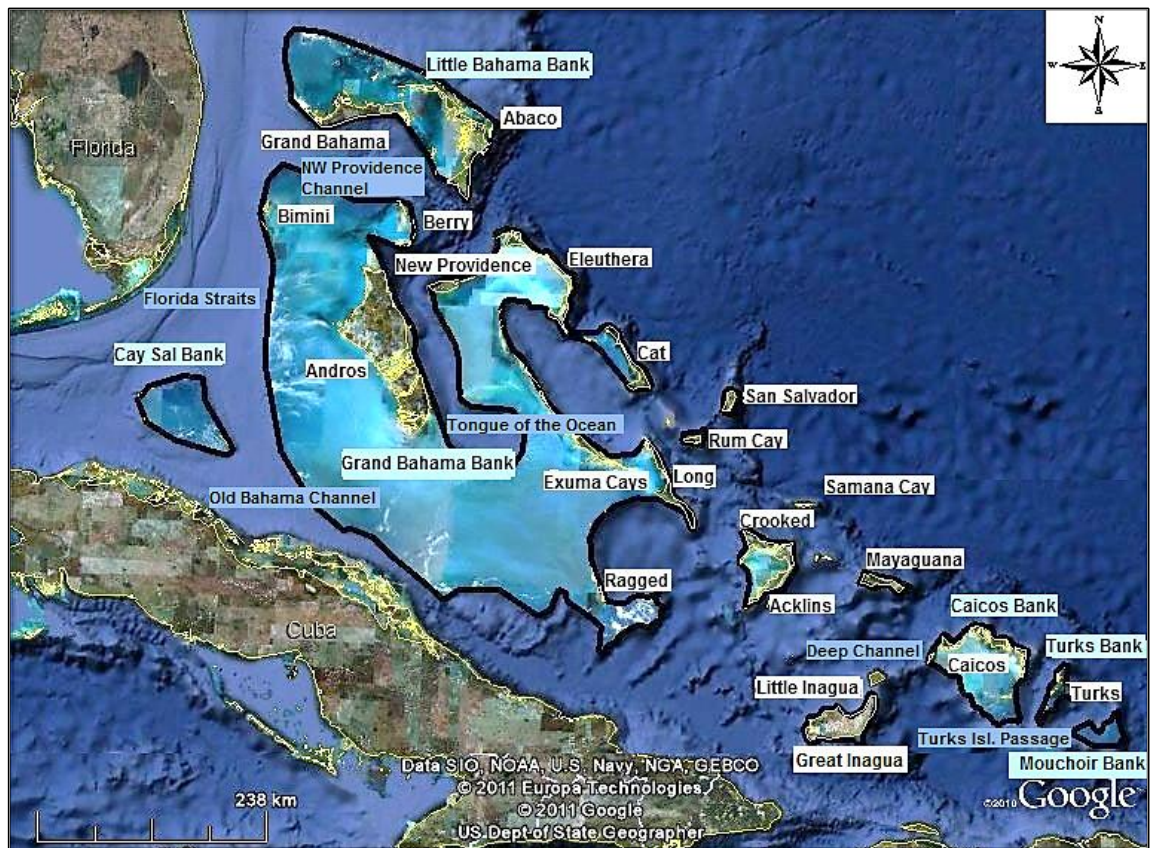 N
W
E
S
Little Bahama Bank
Abaco
Florida
Grand Bahama
NW Providence
Channel
Bimini
Berry
Eleuthera
New Providence
Florida Straits
Cay Sal Bank
Cat
Andros
San Salvador
Tongue of the Ocean
Rum Cay
Grand Bahama Bank
Exuma Cays
Long
Samana Cay
Old Bahama Channel
Crooked
Mayaguana
Ragged
Acklins
Caicos Bank
Cuba
Turks Bank
Deep Channel
Caicos
Little Inagua
Turks
Turks Isl. Passage
Great Inagua
Mouchoir Bank
Data SIO, NOAA, U.S. Navy, NGA, GEBCO
© 2011 Europa Technologies
© 2011 Google
US Dept of State Geographer
238 km
©2010 Google